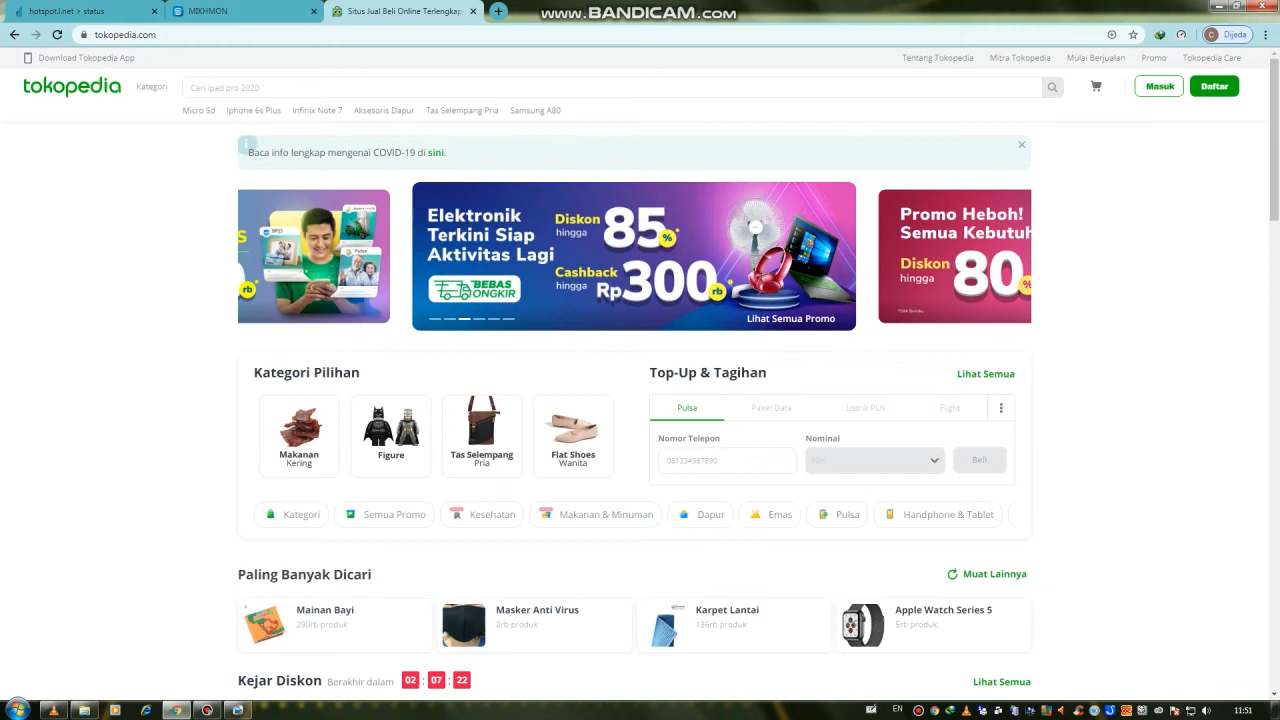 hotspot.l.net > status
MIKHMON
Situs Jual Beli Online Terlengkap
www.BANDICAM.com
tokopedia.com
Dijeda
Download Tokopedia App
Tentang Tokopedia
Mitra Tokopedia
Mulai Berjualan
Promo
Tokopedia Care
tokopedia
Kategori
Cari ipad pro 2020
Masuk
Daftar
Micro Sd
Iphone 6s Plus
Infinix Note 7
Aksesoris Dapur
Tas Selempang Pria
Samsung A80
Baca info lengkap mengenai COVID-19 di sini.
rb
BPJS
Pulsa
Elektronik
Terkini Siap
Aktivitas Lagi
BEBAS
ONGKIR
Diskon
hingga
85%*
Cashback
hingga
Rp300rb*
Lihat Semua Promo
Promo Heboh!
Semua Kebutuh
Diskon
hingga
80%
Kategori Pilihan
Makanan
Kering
Figure
Tas Selempang
Pria
Flat Shoes
Wanita
Top-Up & Tagihan
Lihat Semua
Pulsa
Paket Data
Listrik PLN
Flight
Nomor Telepon
Nominal
081234567890
Beli
Kategori
Semua Promo
Kesehatan
Makanan & Minuman
Dapur
Emas
Pulsa
Handphone & Tablet
Paling Banyak Dicari
Muat Lainnya
Mainan Bayi
290rb produk
Masker Anti Virus
2rb produk
Karpet Lantai
136rb produk
Apple Watch Series 5
5rb produk
Kejar Diskon
Berakhir dalam
02 : 07 : 22
Lihat Semua
EN
11:51